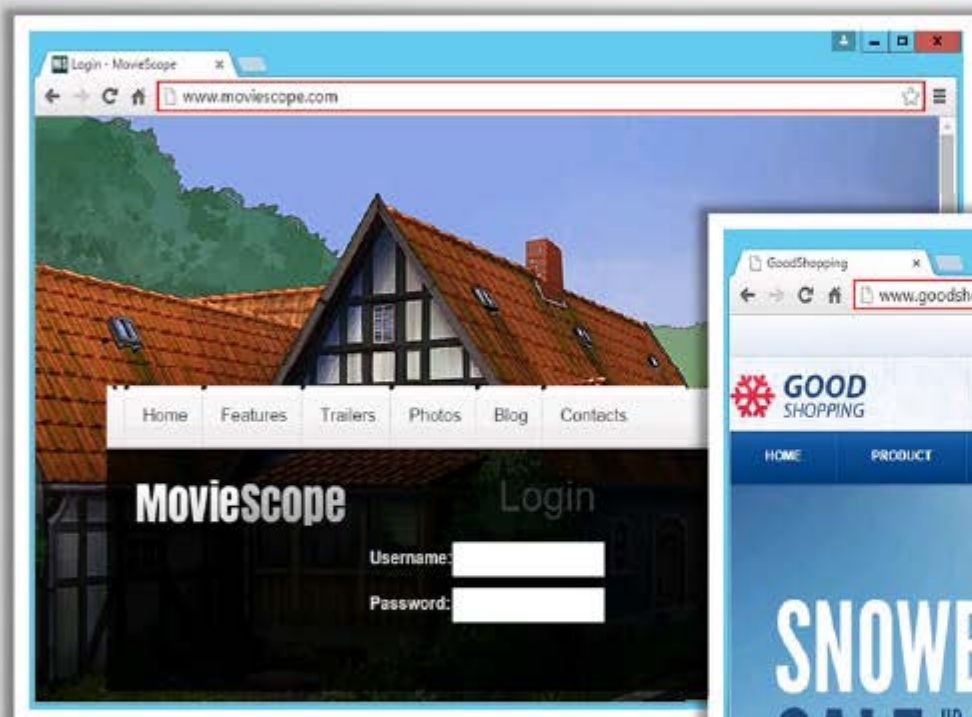 Login - MovieScope
www.moviescope.com
Home Features Trailers Photos Blog Contacts
MovieScope
Login
Username:
Password:
GoodShopping
GOOD
SHOPPING
HOME PRODUCT